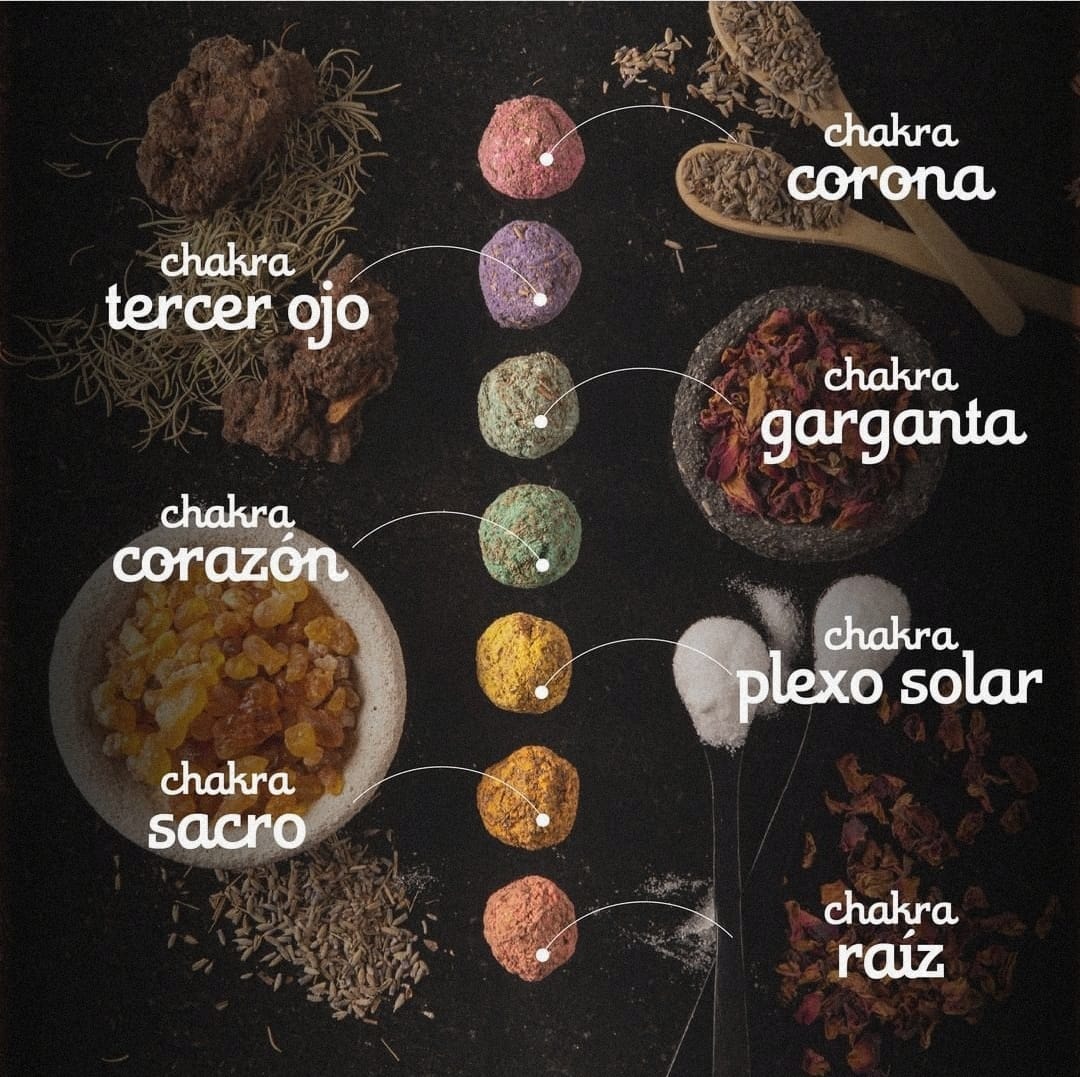 chakra
corona
chakra
tercer ojo
chakra
garganta
chakra
corazón
chakra
plexo solar
chakra
sacro
chakra
raíz